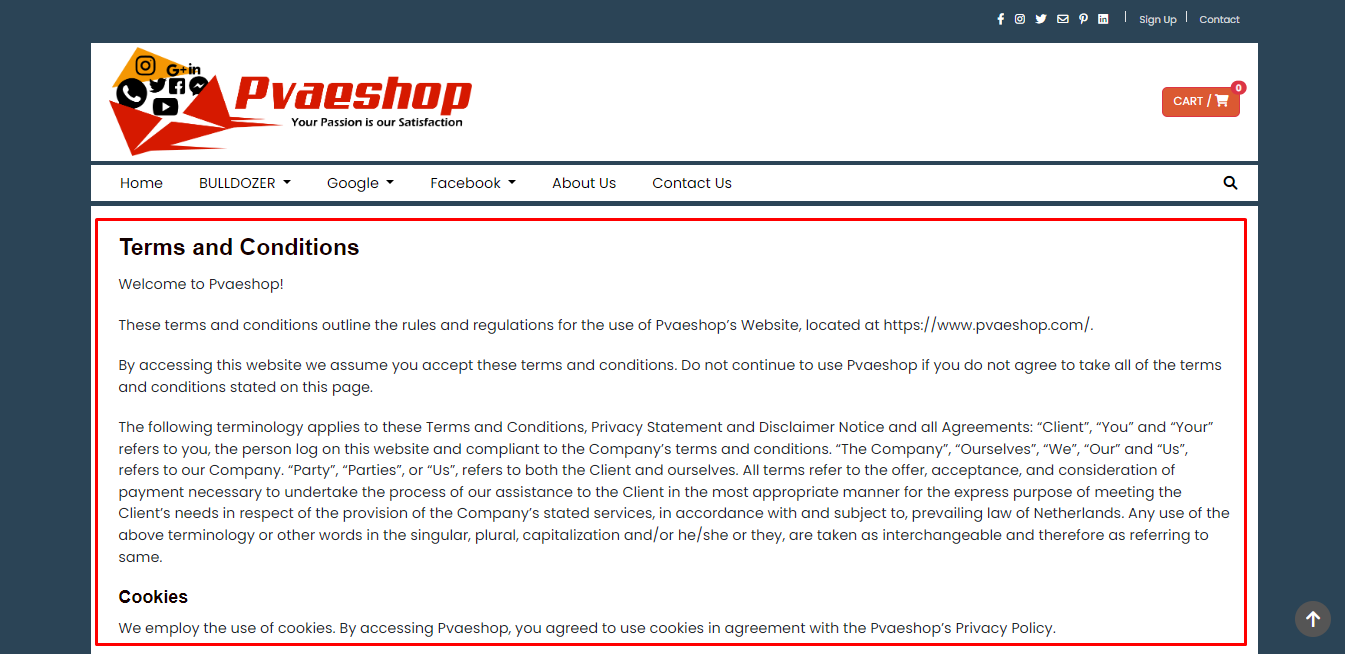 Sign Up
Contact
G+ in
Pvaeshop
Your Passion is our Satisfaction
CART /
0
Home
BULLDOZER
Google
Facebook
About Us
Contact Us
Terms and Conditions
Welcome to Pvaeshop!
These terms and conditions outline the rules and regulations for the use of Pvaeshop’s Website, located at https://www.pvaeshop.com/.
By accessing this website we assume you accept these terms and conditions. Do not continue to use Pvaeshop if you do not agree to take all of the terms
and conditions stated on this page.
The following terminology applies to these Terms and Conditions, Privacy Statement and Disclaimer Notice and all Agreements: “Client”, “You” and “Your”
refers to you, the person log on this website and compliant to the Company’s terms and conditions. “The Company”, “Ourselves”, “We”, “Our” and “Us”,
refers to our Company. “Party”, “Parties”, or “Us”, refers to both the Client and ourselves. All terms refer to the offer, acceptance, and consideration of
payment necessary to undertake the process of our assistance to the Client in the most appropriate manner for the express purpose of meeting the
Client’s needs in respect of the provision of the Company’s stated services, in accordance with and subject to, prevailing law of Netherlands. Any use of the
above terminology or other words in the singular, plural, capitalization and/or he/she or they, are taken as interchangeable and therefore as referring to
same.
Cookies
We employ the use of cookies. By accessing Pvaeshop, you agreed to use cookies in agreement with the Pvaeshop’s Privacy Policy.